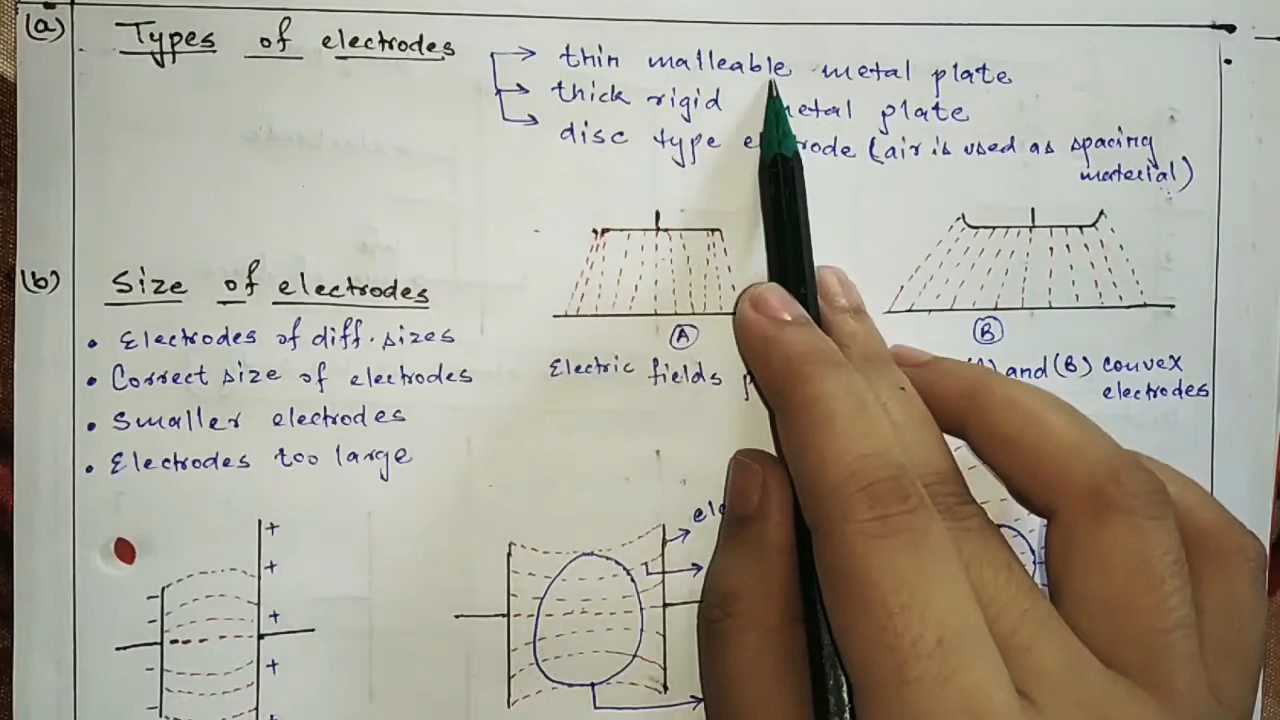 (a) Types of electrodes
thin malleable metal plate
thick rigid metal plate
disc type electrode (air is used as spacing
material)
(b) Size of electrodes
• Electrodes of diff. sizes
• Correct size of electrodes
• Smaller electrodes
• Electrodes too large
A
B
Electric fields
and (B) convex
electrodes
+
+
+
+